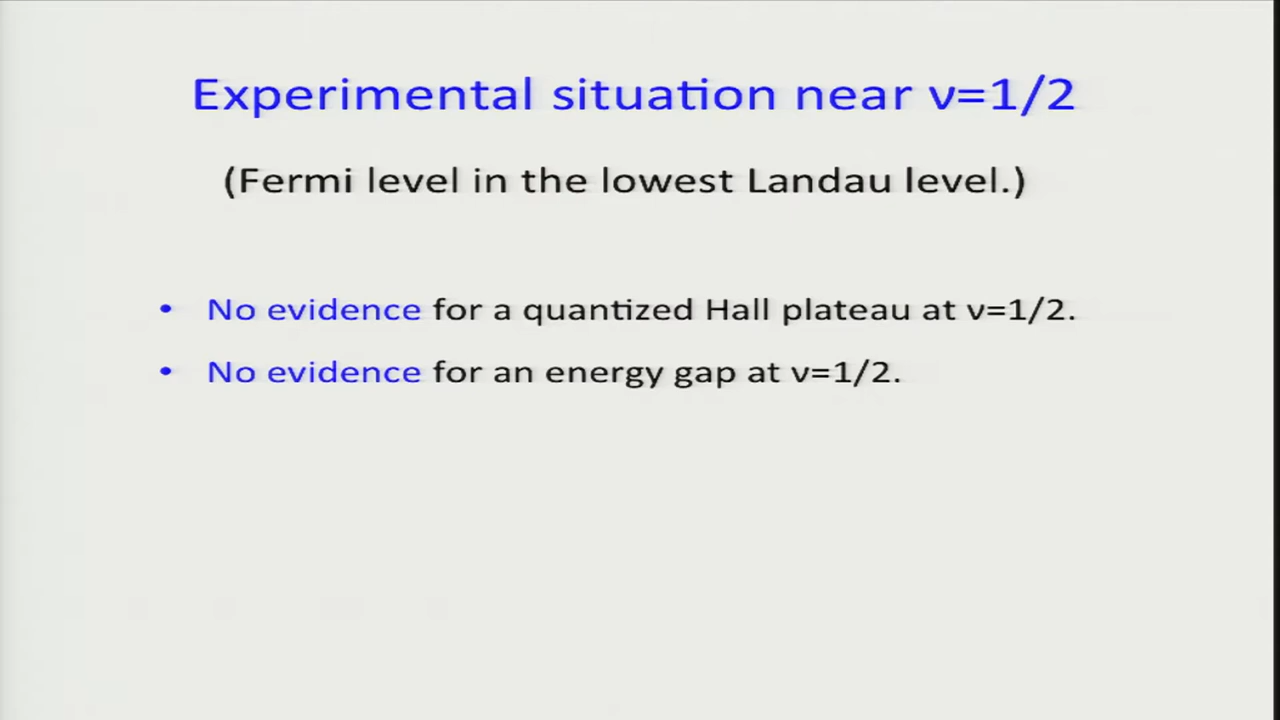 Experimental situation near ν=1/2
(Fermi level in the lowest Landau level.)
• No evidence for a quantized Hall plateau at ν=1/2.
• No evidence for an energy gap at ν=1/2.